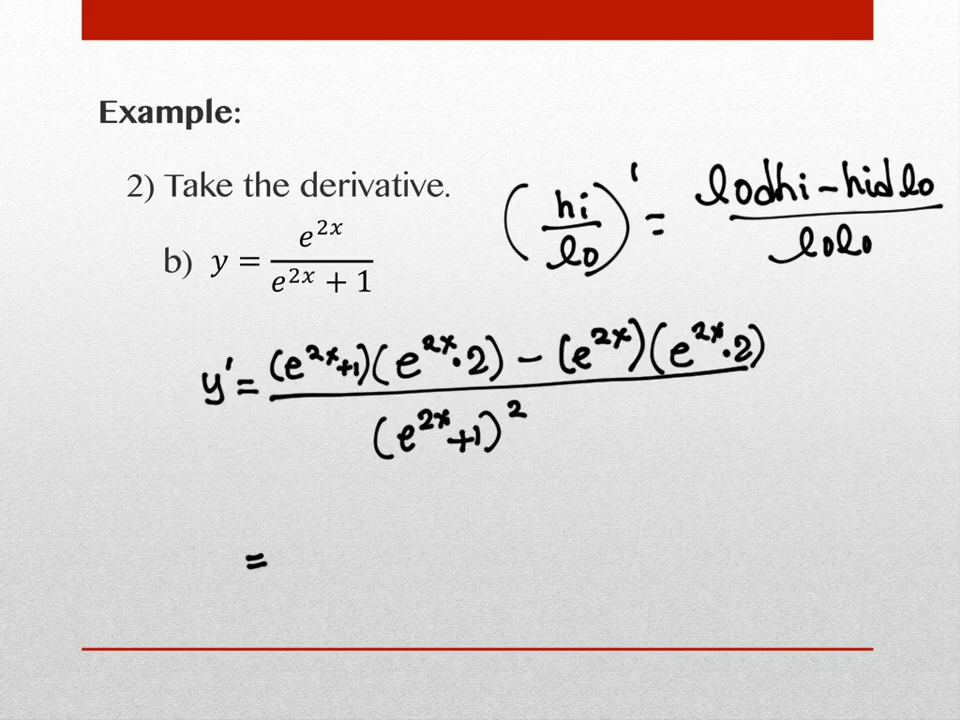 Example:
2) Take the derivative.
(hi/lo)' = (lodhi - hidlo)/(lolo)
b) y = e^{2x}/(e^{2x} + 1)
y' = ((e^{2x}+1)(e^{2x}·2) - (e^{2x})(e^{2x}·2))/(e^{2x}+1)^2
=